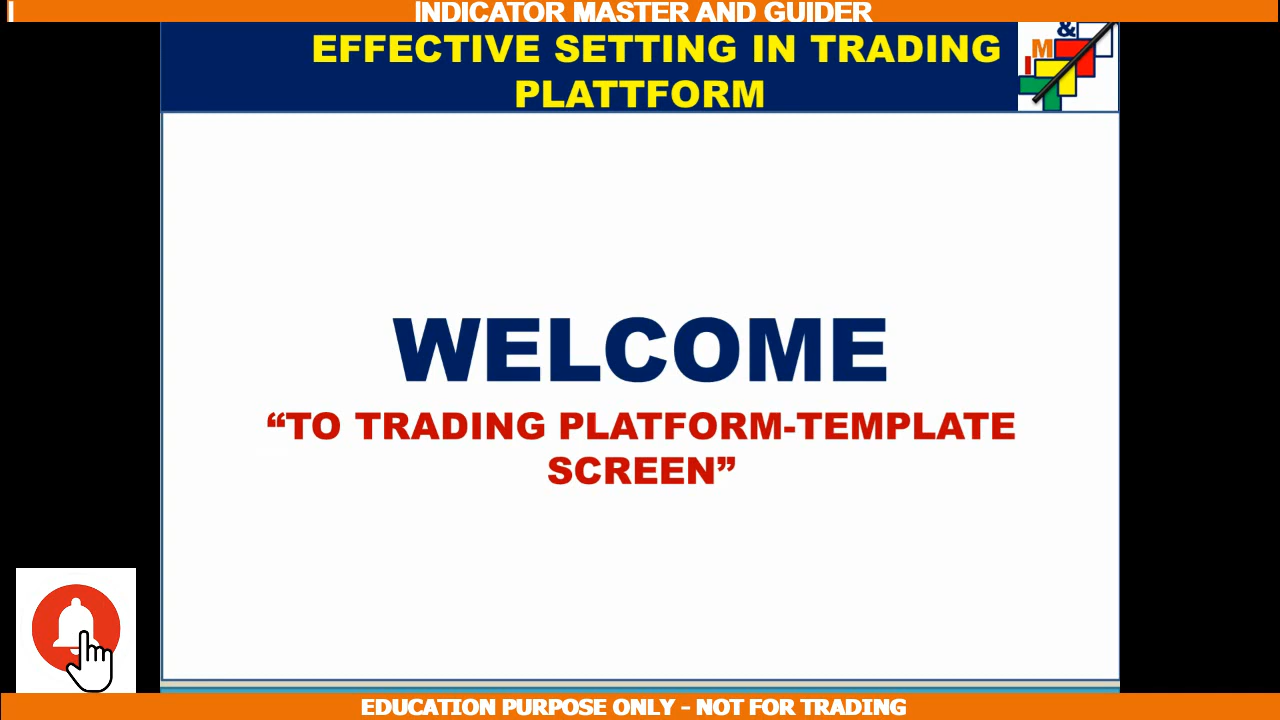 INDICATOR MASTER AND GUIDER
EFFECTIVE SETTING IN TRADING
PLATTFORM
&
M
I
WELCOME
“TO TRADING PLATFORM-TEMPLATE
SCREEN”
EDUCATION PURPOSE ONLY - NOT FOR TRADING